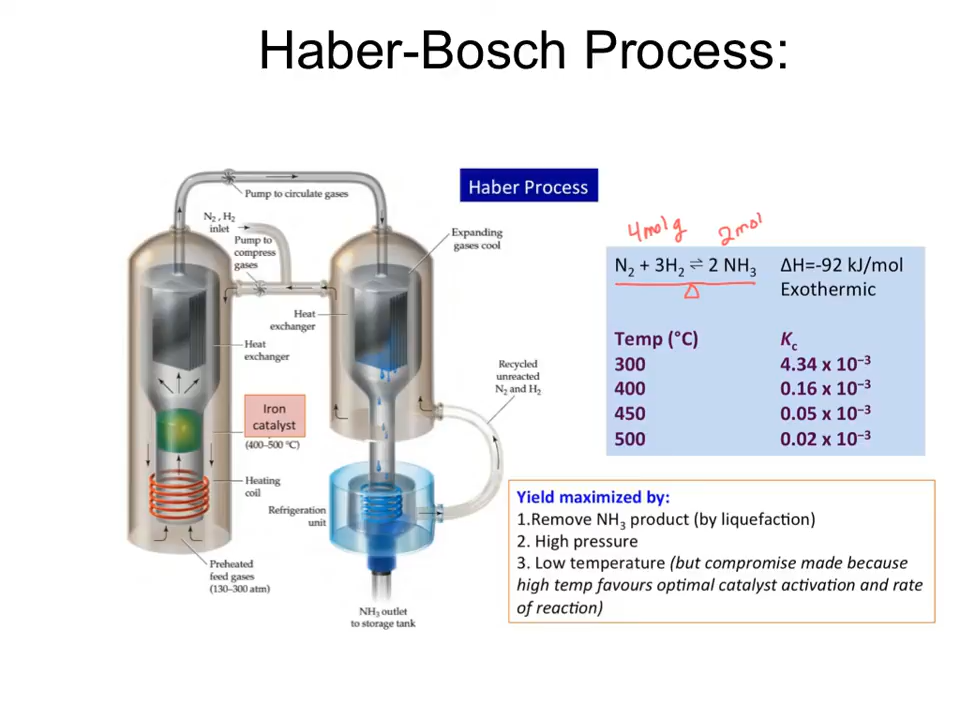 Haber-Bosch Process:
Pump to circulate gases
N₂, H₂
inlet
Pump to
compress
gases
Expanding
gases cool
Heat
exchanger
Heat
exchanger
Iron
catalyst
(400–500 °C)
Heating
coil
Refrigeration
unit
Recycled
unreacted
N₂ and H₂
Preheated
feed gases
(130–300 atm)
NH₃ outlet
to storage tank
Haber Process
4mol g 2mol
N₂ + 3H₂ ⇌ 2 NH₃ ΔH=-92 kJ/mol
Δ Exothermic
Temp (°C) Kc
300 4.34 x 10⁻³
400 0.16 x 10⁻³
450 0.05 x 10⁻³
500 0.02 x 10⁻³
Yield maximized by:
1.Remove NH₃ product (by liquefaction)
2. High pressure
3. Low temperature (but compromise made because
high temp favours optimal catalyst activation and rate
of reaction)